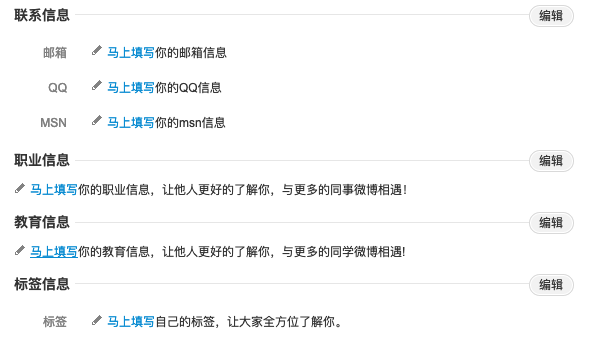 联系信息 编辑
邮箱 马上填写你的邮箱信息
QQ 马上填写你的QQ信息
MSN 马上填写你的msn信息
职业信息 编辑
马上填写你的职业信息，让他人更好的了解你，与更多的同事微博相遇！
教育信息 编辑
马上填写你的教育信息，让他人更好的了解你，与更多的同学微博相遇!
标签信息 编辑
标签 马上填写自己的标签，让大家全方位了解你。